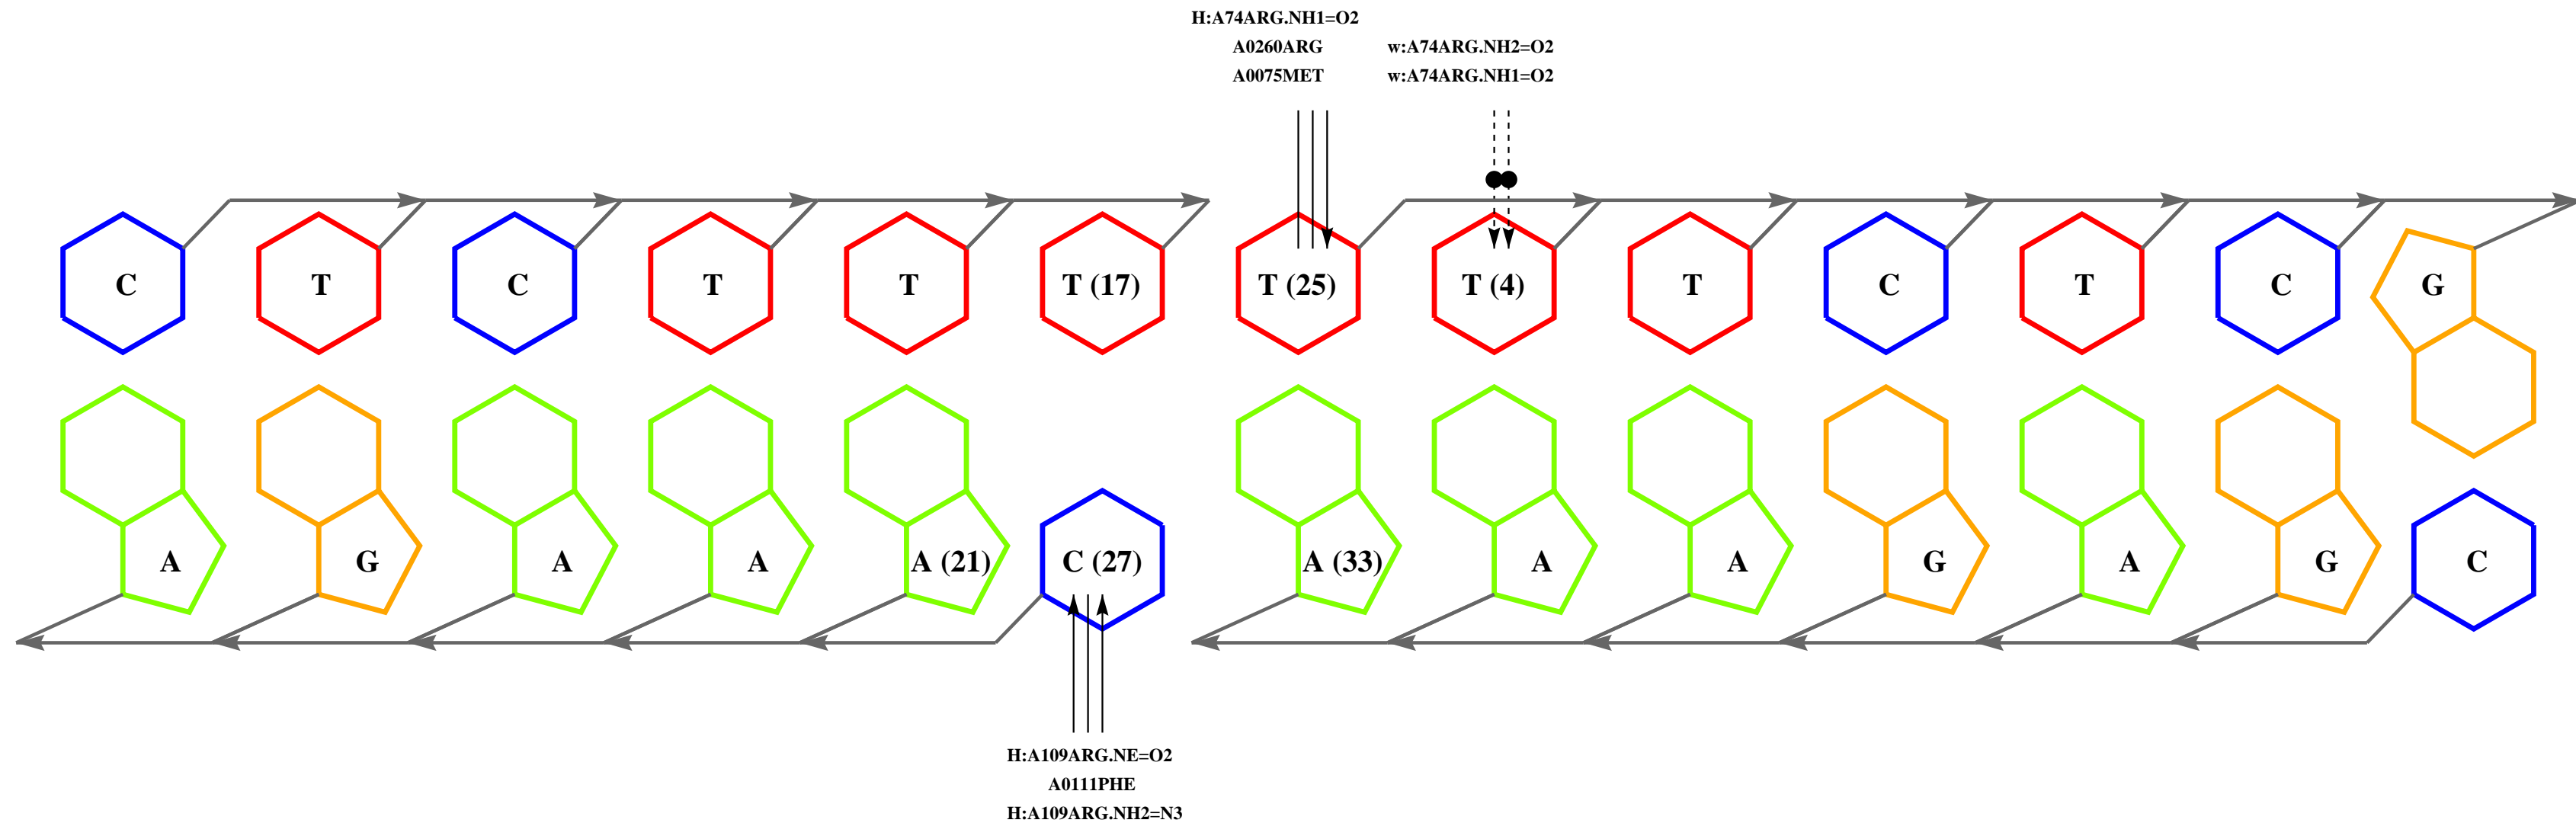 H:A74ARG.NH1=O2
A0260ARG w:A74ARG.NH2=O2
A0075MET w:A74ARG.NH1=O2
C T C T T T (17) T (25) T (4) T C T C G
A G A A A (21) C (27) A (33) A A G A G C
H:A109ARG.NE=O2
A0111PHE
H:A109ARG.NH2=N3